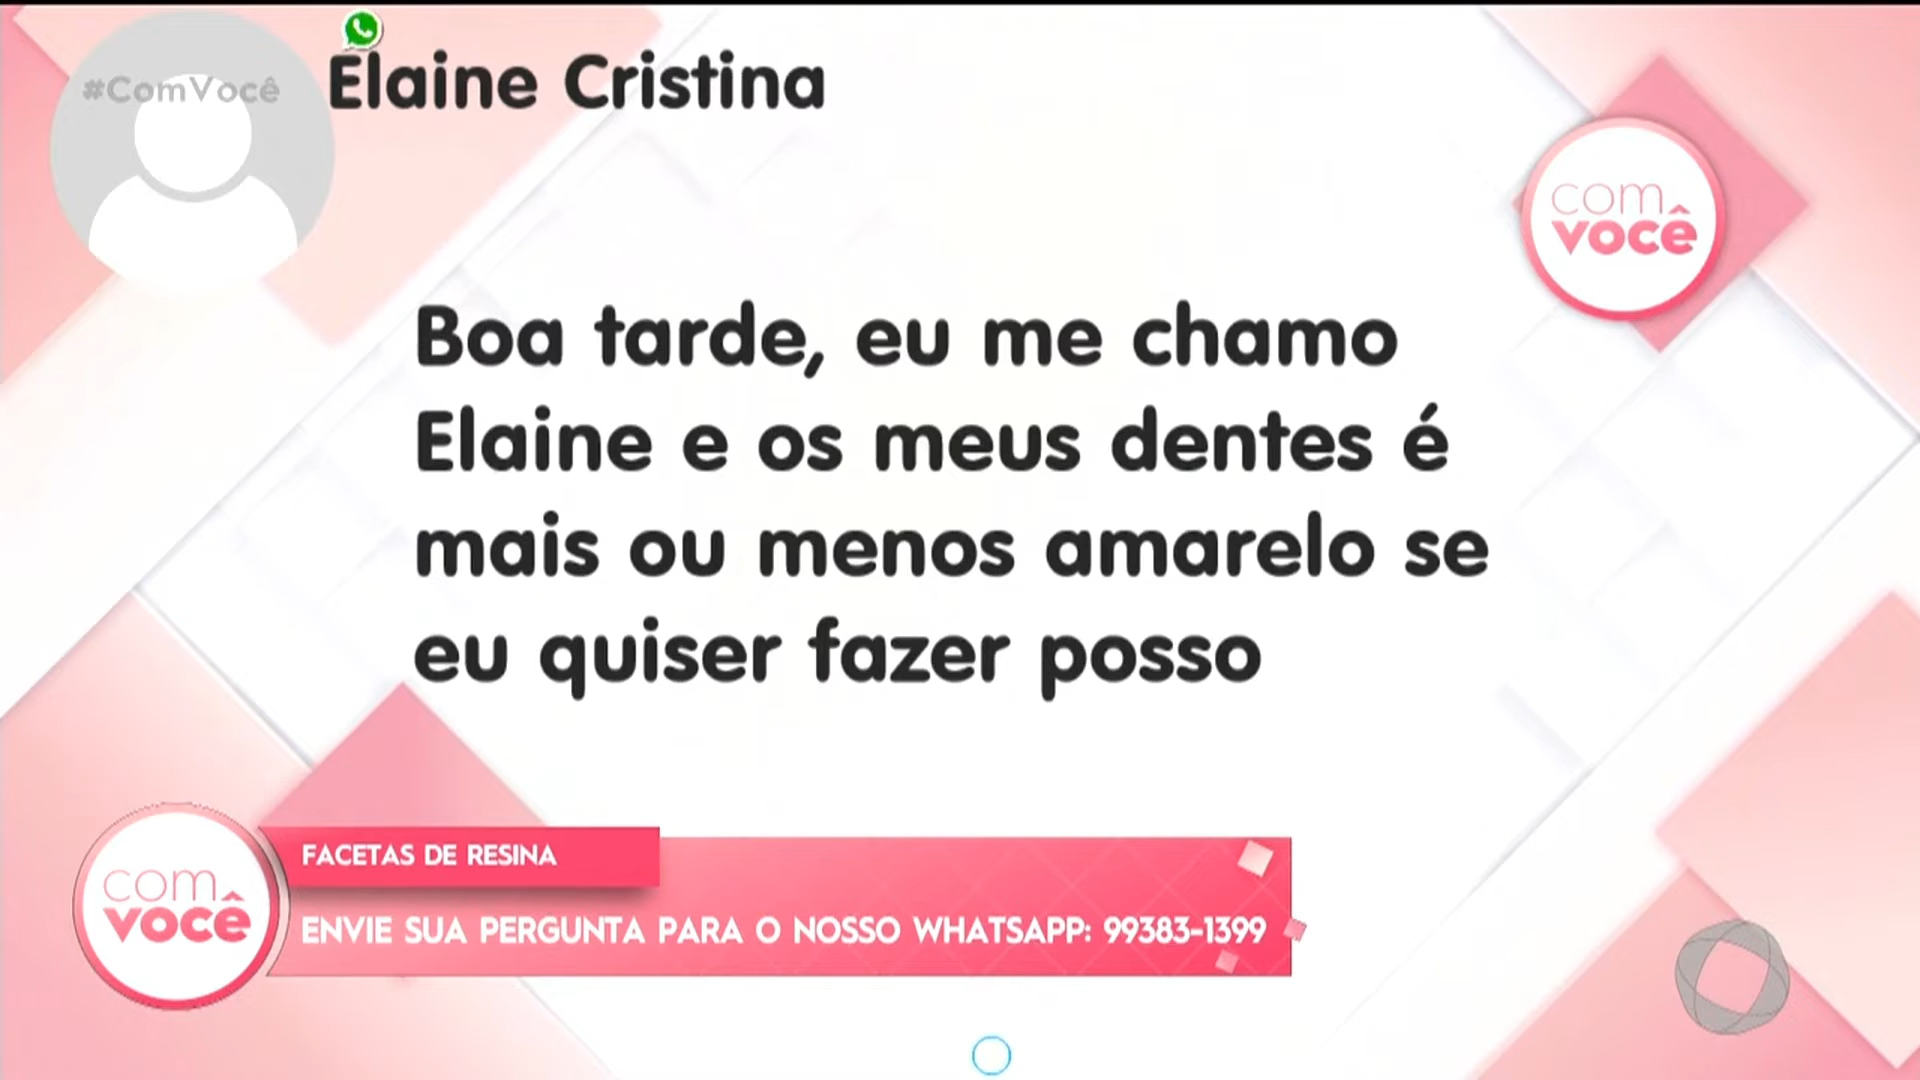 #ComVocê
Elaine Cristina
com
você
Boa tarde, eu me chamo
Elaine e os meus dentes é
mais ou menos amarelo se
eu quiser fazer posso
com
você
FACETAS DE RESINA
ENVIE SUA PERGUNTA PARA O NOSSO WHATSAPP: 99383-1399